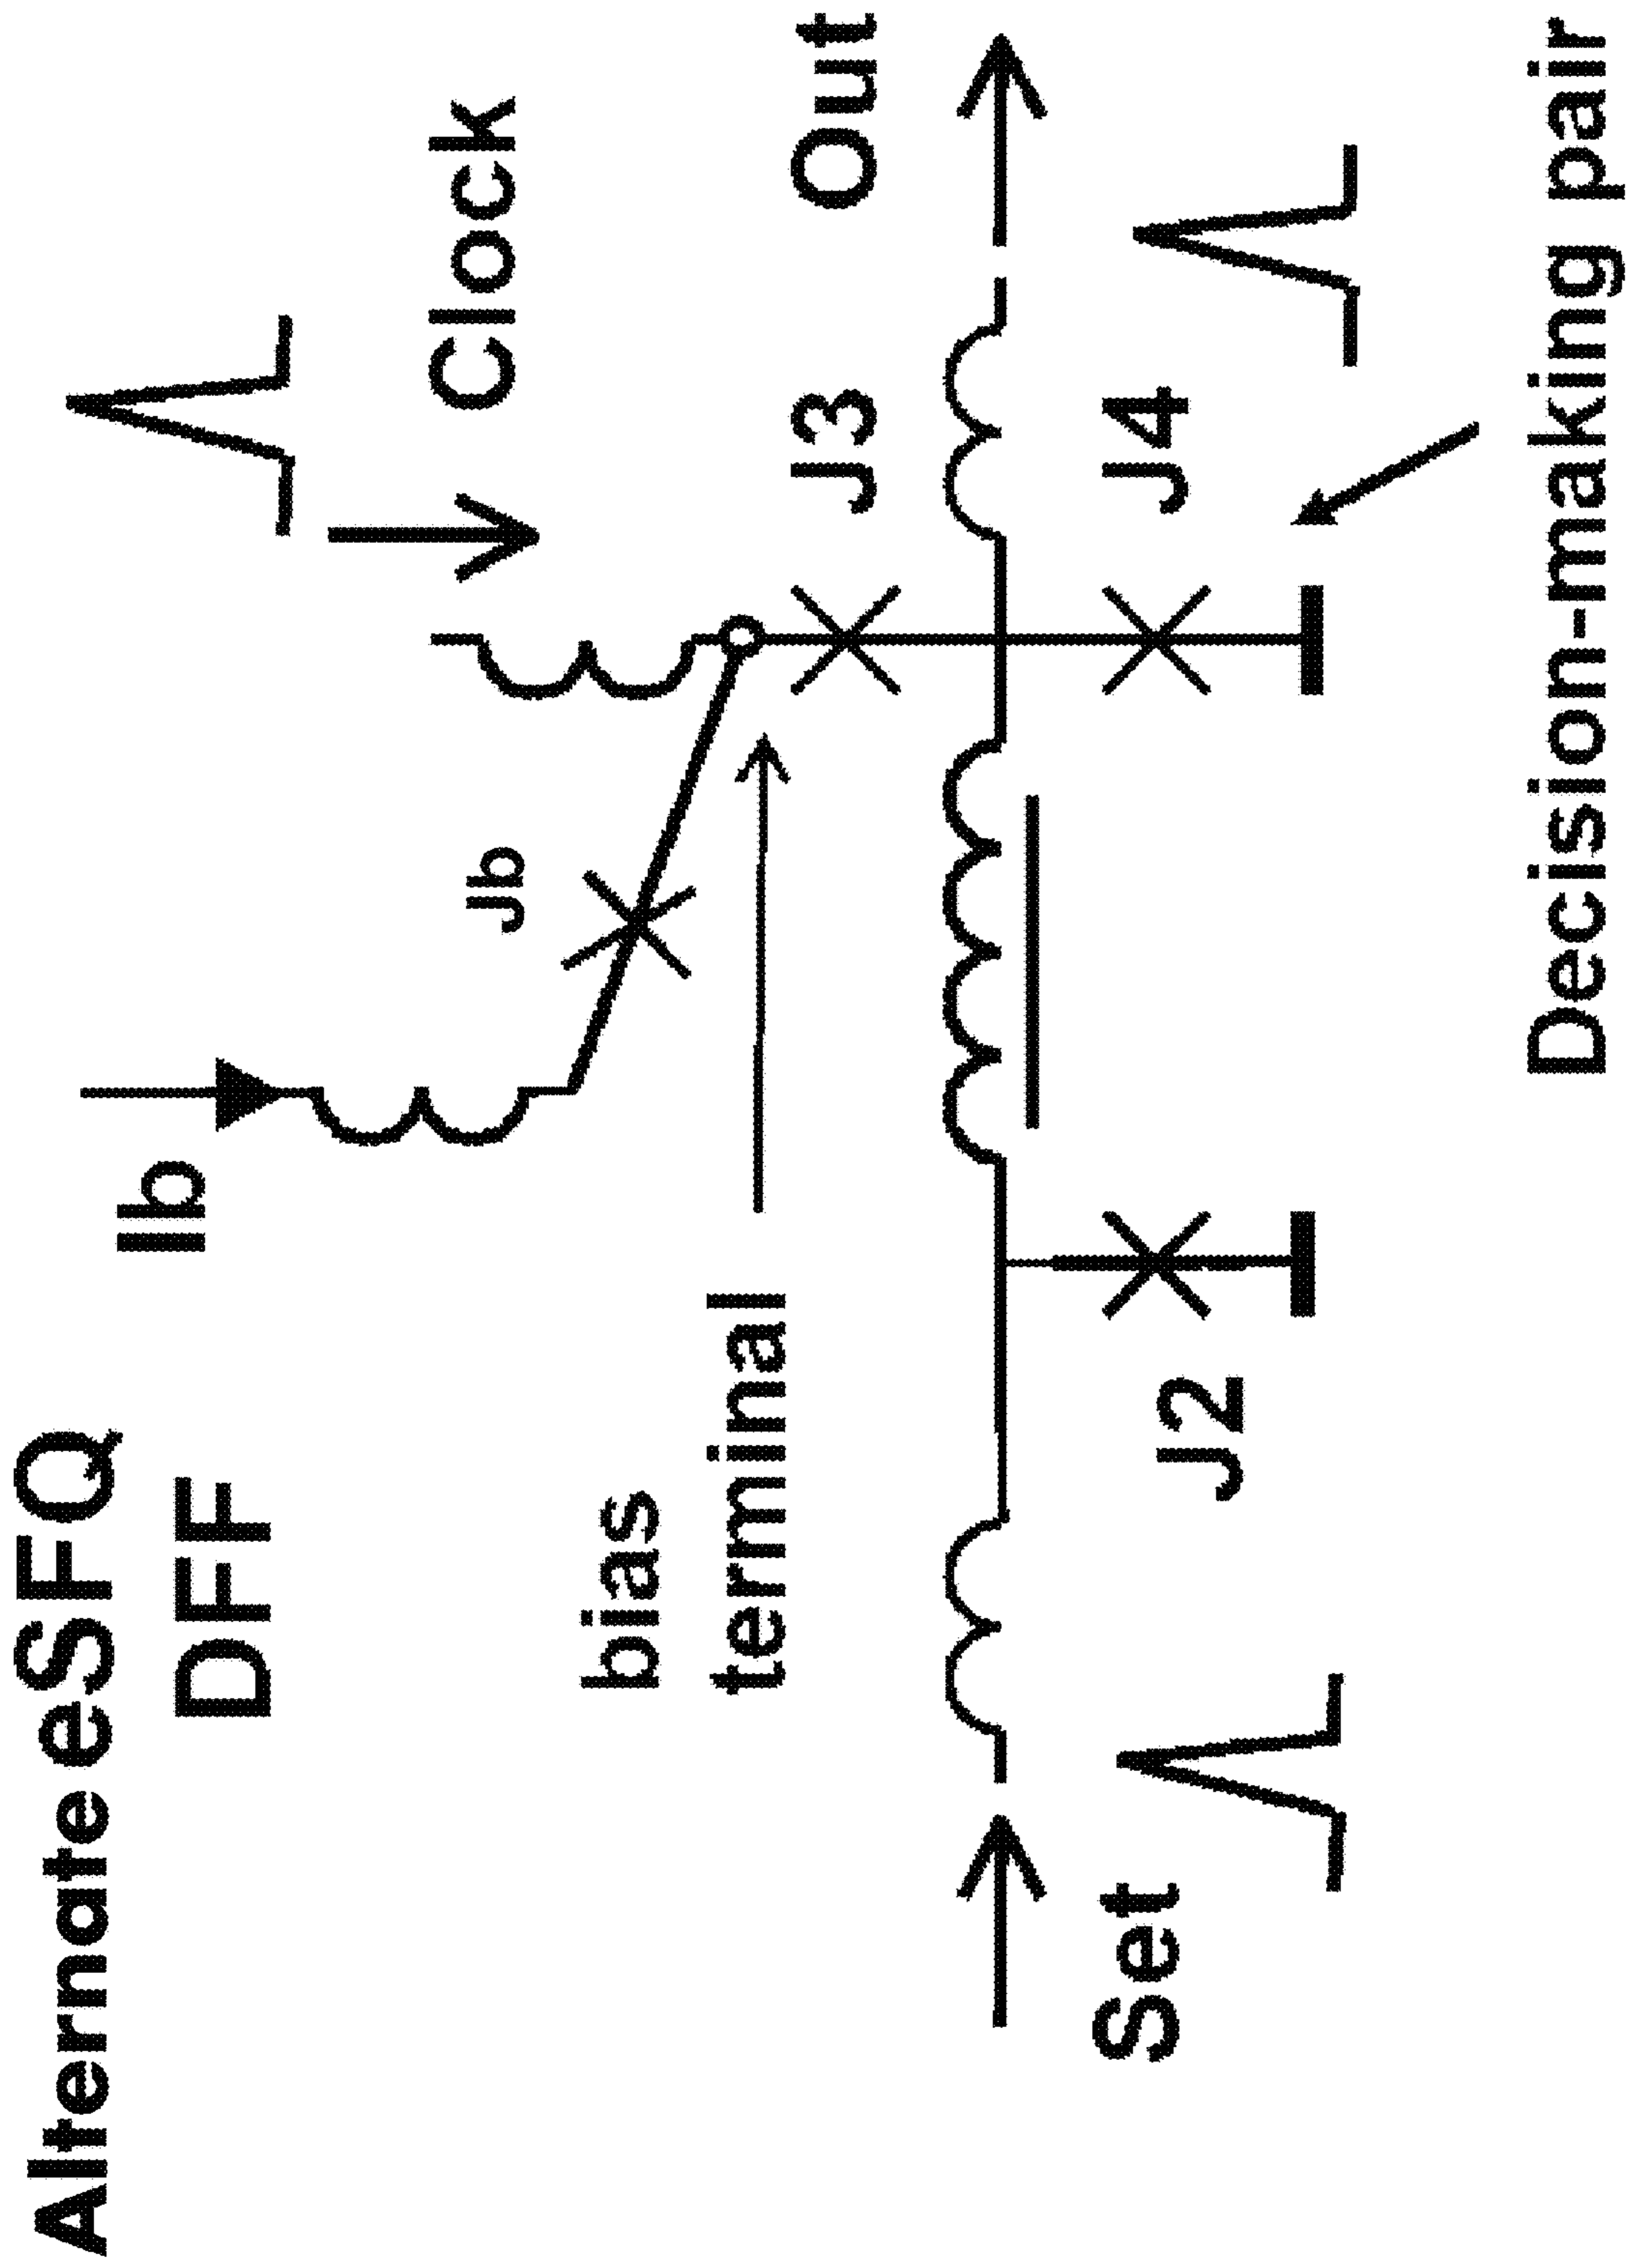 Alternate eSFQ
DFF
Ib
Jb
Clock
bias
terminal
J3
Out
J2
J4
Set
Decision-making pair